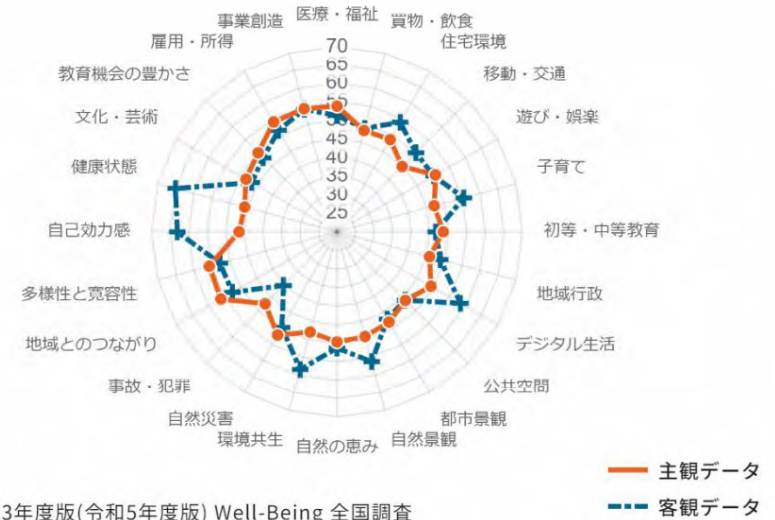 医療・福祉
事業創造
買物・飲食
雇用・所得
住宅環境
教育機会の豊かさ
移動・交通
文化・芸術
遊び・娯楽
健康状態
子育て
自己効力感
初等・中等教育
多様性と寛容性
地域行政
地域とのつながり
デジタル生活
事故・犯罪
公共空間
自然災害
都市景観
環境共生
自然の恵み
自然景観
70
65
60
55
50
45
40
35
30
25
主観データ
客観データ
3年度版(令和5年度版) Well-Being 全国調査